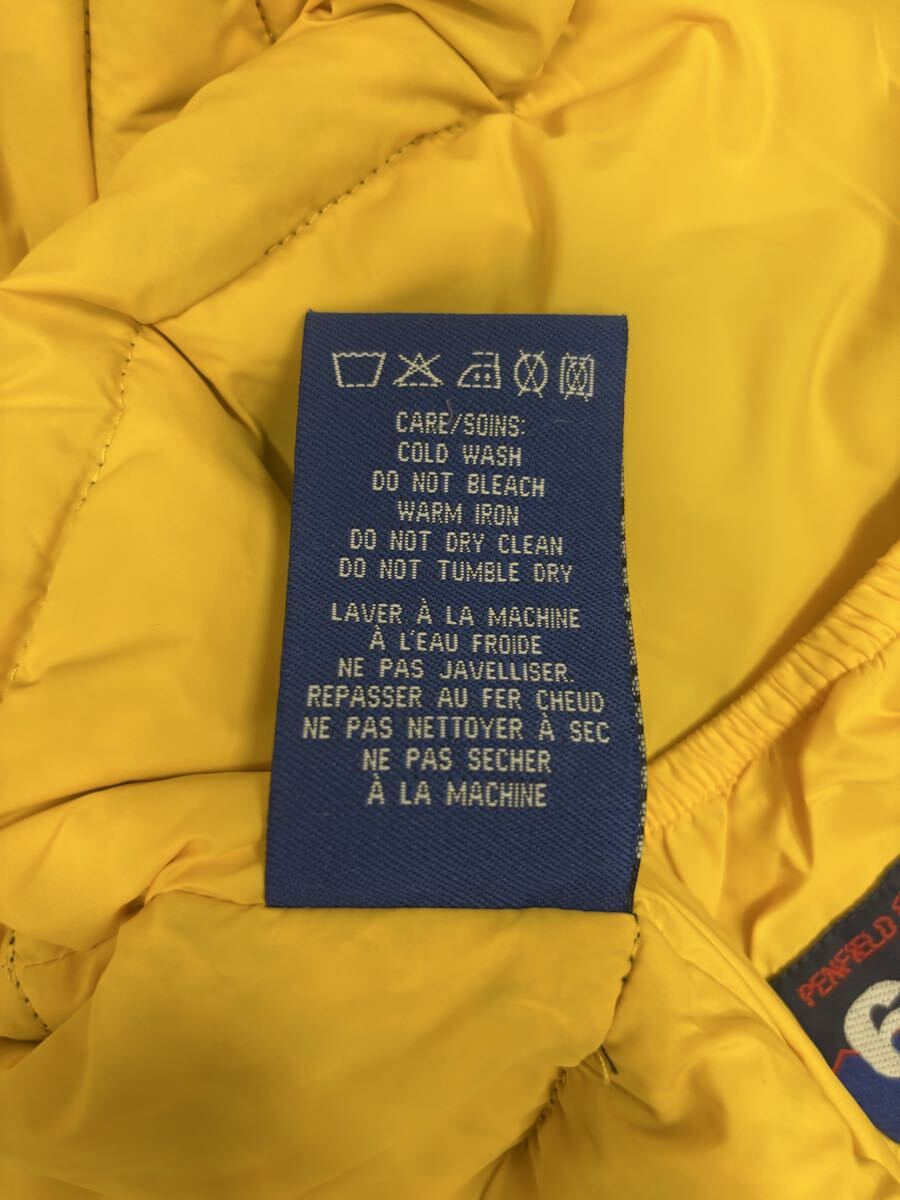 CARE/SOINS:
COLD WASH
DO NOT BLEACH
WARM IRON
DO NOT DRY CLEAN
DO NOT TUMBLE DRY
LAVER À LA MACHINE
À L'EAU FROIDE
NE PAS JAVELLISER.
REPASSER AU FER CHEUD
NE PAS NETTOYER À SEC
NE PAS SECHER
À LA MACHINE
PENFIELD